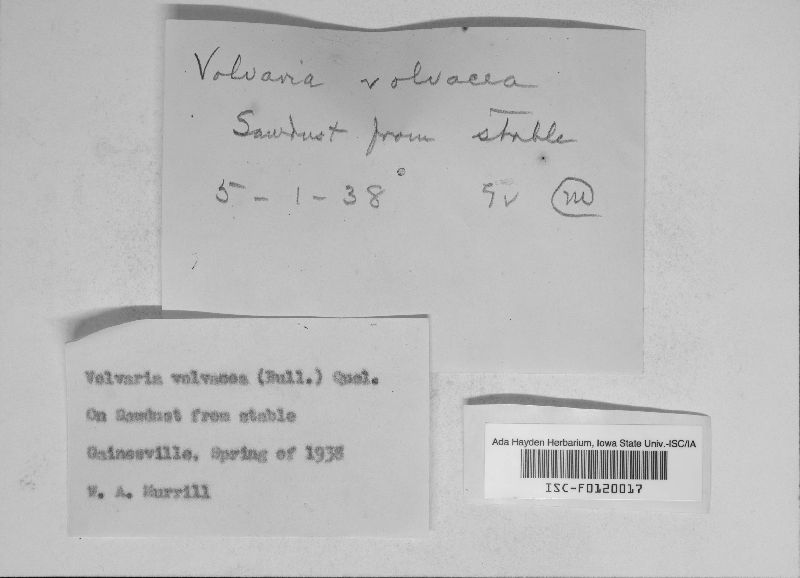 Volvaria volvacea
Sawdust from stable
5-1-38 Gv M
Volvaria volvacea (Bull.) Quel.
On Sawdust from stable
Gainesville, Spring of 1938
W. A. Murrill
Ada Hayden Herbarium, Iowa State Univ.-ISC/IA
ISC-F0120017